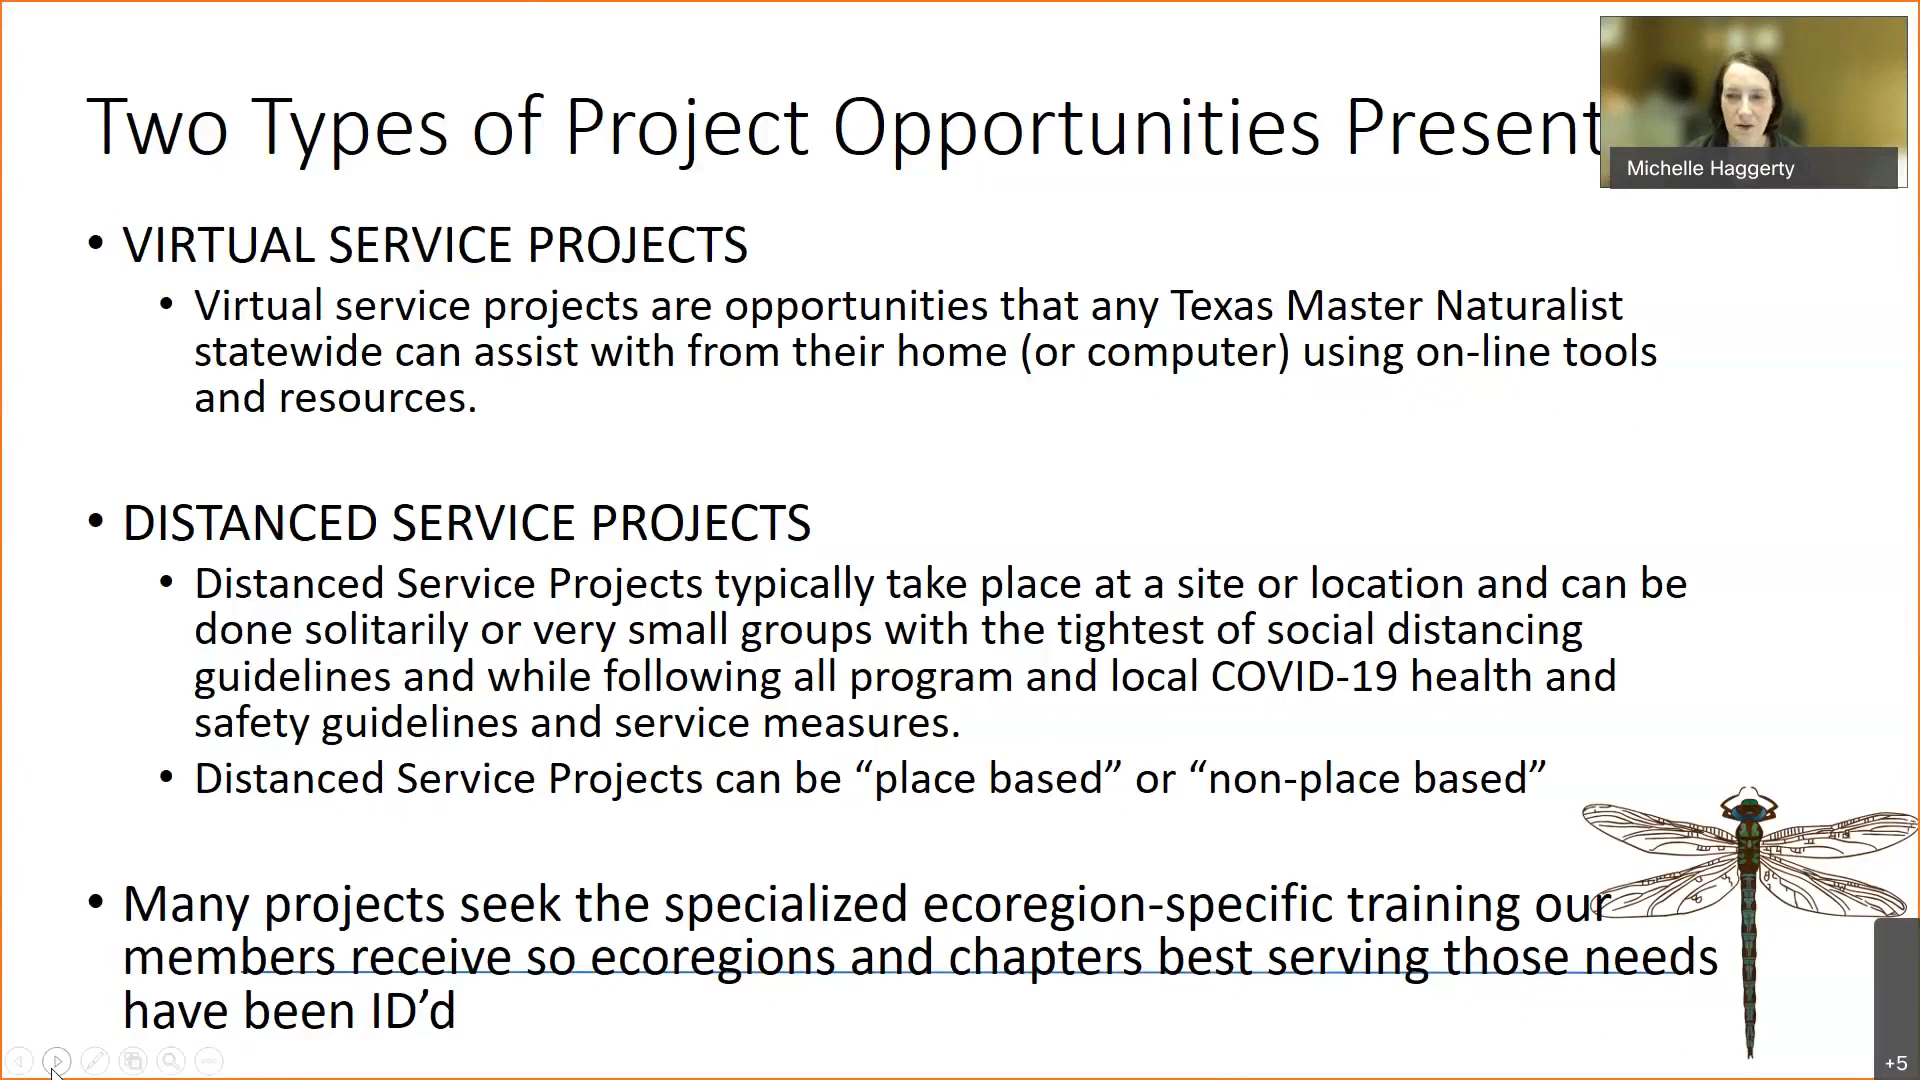 Two Types of Project Opportunities Present
Michelle Haggerty
• VIRTUAL SERVICE PROJECTS
• Virtual service projects are opportunities that any Texas Master Naturalist
statewide can assist with from their home (or computer) using on-line tools
and resources.
• DISTANCED SERVICE PROJECTS
• Distanced Service Projects typically take place at a site or location and can be
done solitarily or very small groups with the tightest of social distancing
guidelines and while following all program and local COVID-19 health and
safety guidelines and service measures.
• Distanced Service Projects can be “place based” or “non-place based”
• Many projects seek the specialized ecoregion-specific training our
members receive so ecoregions and chapters best serving those needs
have been ID’d
+5